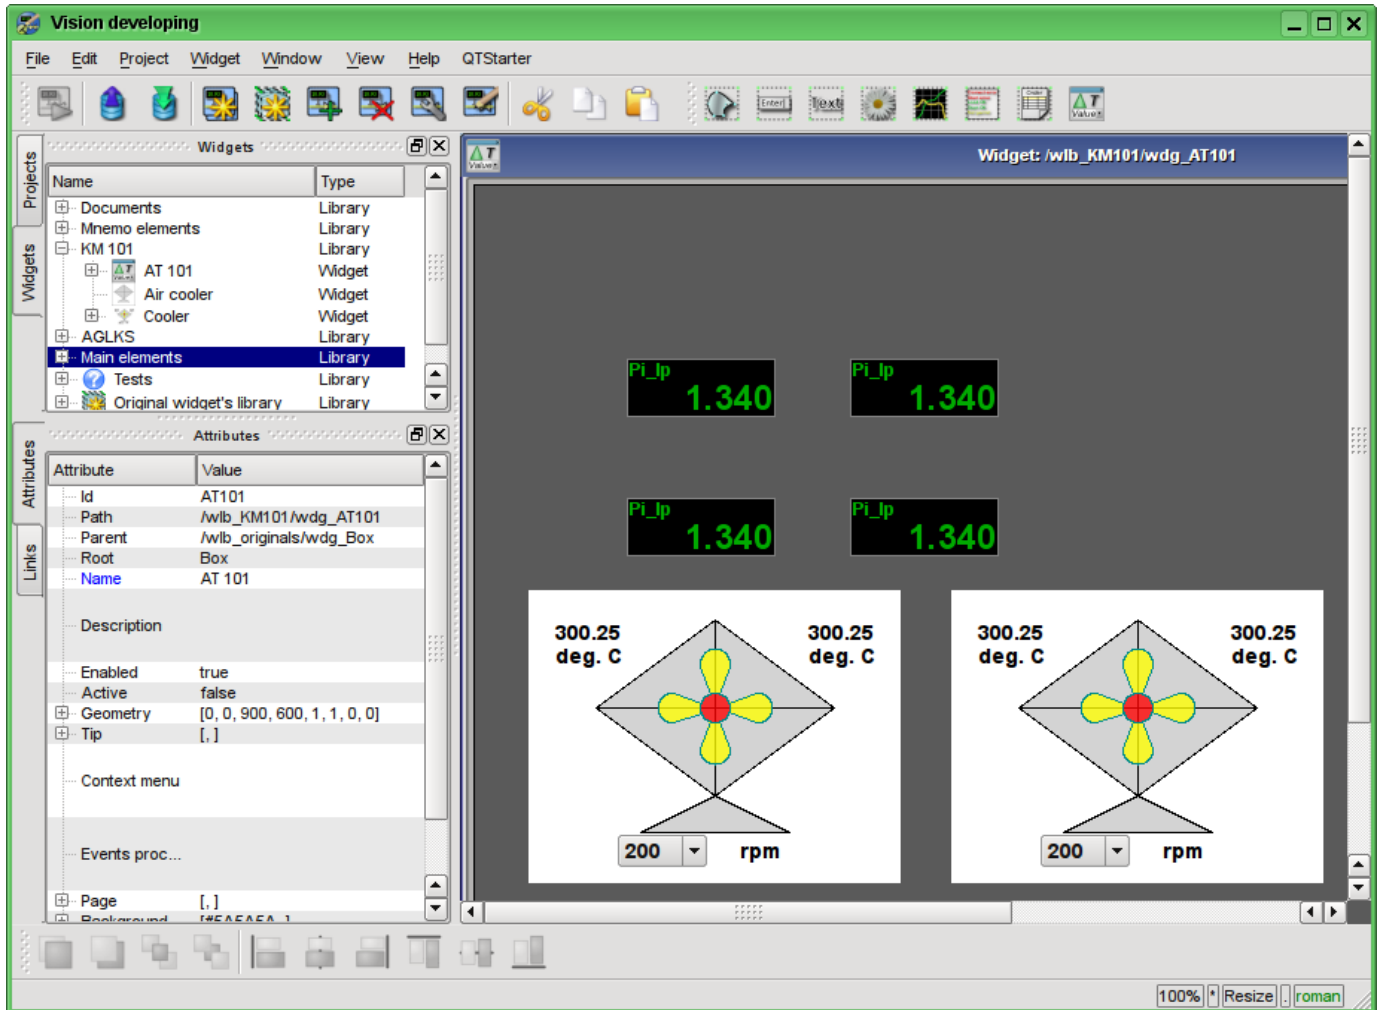 Vision developing
File Edit Project Widget Window View Help QTStarter
Enter Text Value
Projects
Widgets
Widgets
Name Type
Documents Library
Mnemo elements Library
KM 101 Library
AT 101 Widget
Air cooler Widget
Cooler Widget
AGLKS Library
Main elements Library
Tests Library
Original widget's library Library
Attributes
Links
Attributes
Attribute Value
Id AT101
Path /wlb_KM101/wdg_AT101
Parent /wlb_originals/wdg_Box
Root Box
Name AT 101
Description
Enabled true
Active false
Geometry [0, 0, 900, 600, 1, 1, 0, 0]
Tip [, ]
Context menu
Events proc...
Page [, ]
Background [#5A5A5A, ]
Widget: /wlb_KM101/wdg_AT101
Pi_lp Pi_lp
1.340 1.340
Pi_lp Pi_lp
1.340 1.340
300.25 300.25 300.25 300.25
deg. C deg. C deg. C deg. C
200 rpm 200 rpm
100% * Resize . roman